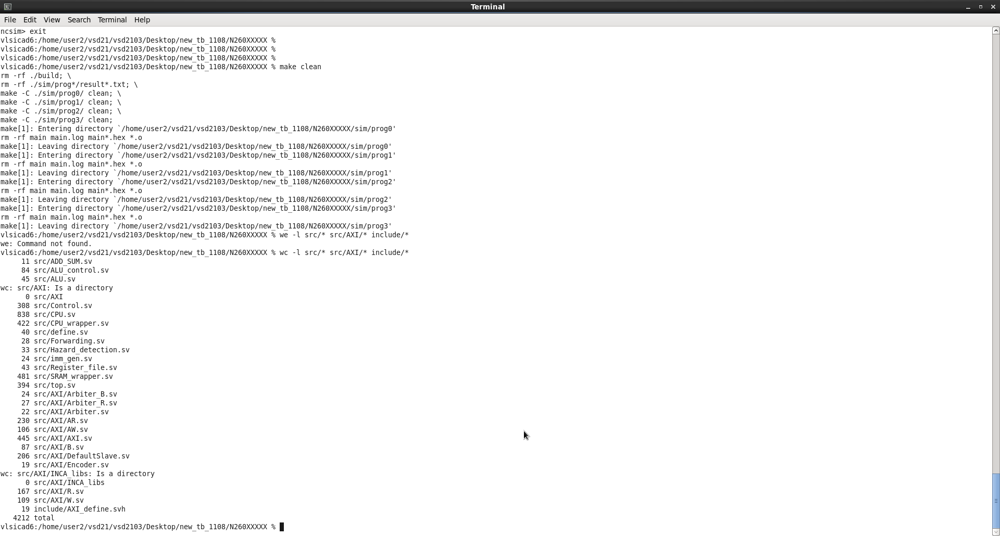 Terminal
File Edit View Search Terminal Help
ncsim> exit
vlsicad6:/home/user2/vsd21/vsd2103/Desktop/new_tb_1108/N260XXXXX %
vlsicad6:/home/user2/vsd21/vsd2103/Desktop/new_tb_1108/N260XXXXX %
vlsicad6:/home/user2/vsd21/vsd2103/Desktop/new_tb_1108/N260XXXXX %
vlsicad6:/home/user2/vsd21/vsd2103/Desktop/new_tb_1108/N260XXXXX % make clean
rm -rf ./build; \
rm -rf ./sim/prog*/result*.txt; \
make -C ./sim/prog0/ clean; \
make -C ./sim/prog1/ clean; \
make -C ./sim/prog2/ clean; \
make -C ./sim/prog3/ clean;
make[1]: Entering directory `/home/user2/vsd21/vsd2103/Desktop/new_tb_1108/N260XXXXX/sim/prog0'
rm -rf main main.log main*.hex *.o
make[1]: Leaving directory `/home/user2/vsd21/vsd2103/Desktop/new_tb_1108/N260XXXXX/sim/prog0'
make[1]: Entering directory `/home/user2/vsd21/vsd2103/Desktop/new_tb_1108/N260XXXXX/sim/prog1'
rm -rf main main.log main*.hex *.o
make[1]: Leaving directory `/home/user2/vsd21/vsd2103/Desktop/new_tb_1108/N260XXXXX/sim/prog1'
make[1]: Entering directory `/home/user2/vsd21/vsd2103/Desktop/new_tb_1108/N260XXXXX/sim/prog2'
rm -rf main main.log main*.hex *.o
make[1]: Leaving directory `/home/user2/vsd21/vsd2103/Desktop/new_tb_1108/N260XXXXX/sim/prog2'
make[1]: Entering directory `/home/user2/vsd21/vsd2103/Desktop/new_tb_1108/N260XXXXX/sim/prog3'
rm -rf main main.log main*.hex *.o
make[1]: Leaving directory `/home/user2/vsd21/vsd2103/Desktop/new_tb_1108/N260XXXXX/sim/prog3'
vlsicad6:/home/user2/vsd21/vsd2103/Desktop/new_tb_1108/N260XXXXX % we -l src/* src/AXI/* include/*
we: Command not found.
vlsicad6:/home/user2/vsd21/vsd2103/Desktop/new_tb_1108/N260XXXXX % wc -l src/* src/AXI/* include/*
11 src/ADD_SUM.sv
84 src/ALU_control.sv
45 src/ALU.sv
wc: src/AXI: Is a directory
0 src/AXI
308 src/Control.sv
838 src/CPU.sv
422 src/CPU_wrapper.sv
40 src/define.sv
28 src/Forwarding.sv
33 src/Hazard_detection.sv
24 src/imm_gen.sv
43 src/Register_file.sv
481 src/SRAM_wrapper.sv
394 src/top.sv
24 src/AXI/Arbiter_B.sv
27 src/AXI/Arbiter_R.sv
22 src/AXI/Arbiter.sv
230 src/AXI/AR.sv
106 src/AXI/AW.sv
445 src/AXI/AXI.sv
87 src/AXI/B.sv
206 src/AXI/DefaultSlave.sv
19 src/AXI/Encoder.sv
wc: src/AXI/INCA_libs: Is a directory
0 src/AXI/INCA_libs
167 src/AXI/R.sv
109 src/AXI/W.sv
19 include/AXI_define.svh
4212 total
vlsicad6:/home/user2/vsd21/vsd2103/Desktop/new_tb_1108/N260XXXXX %